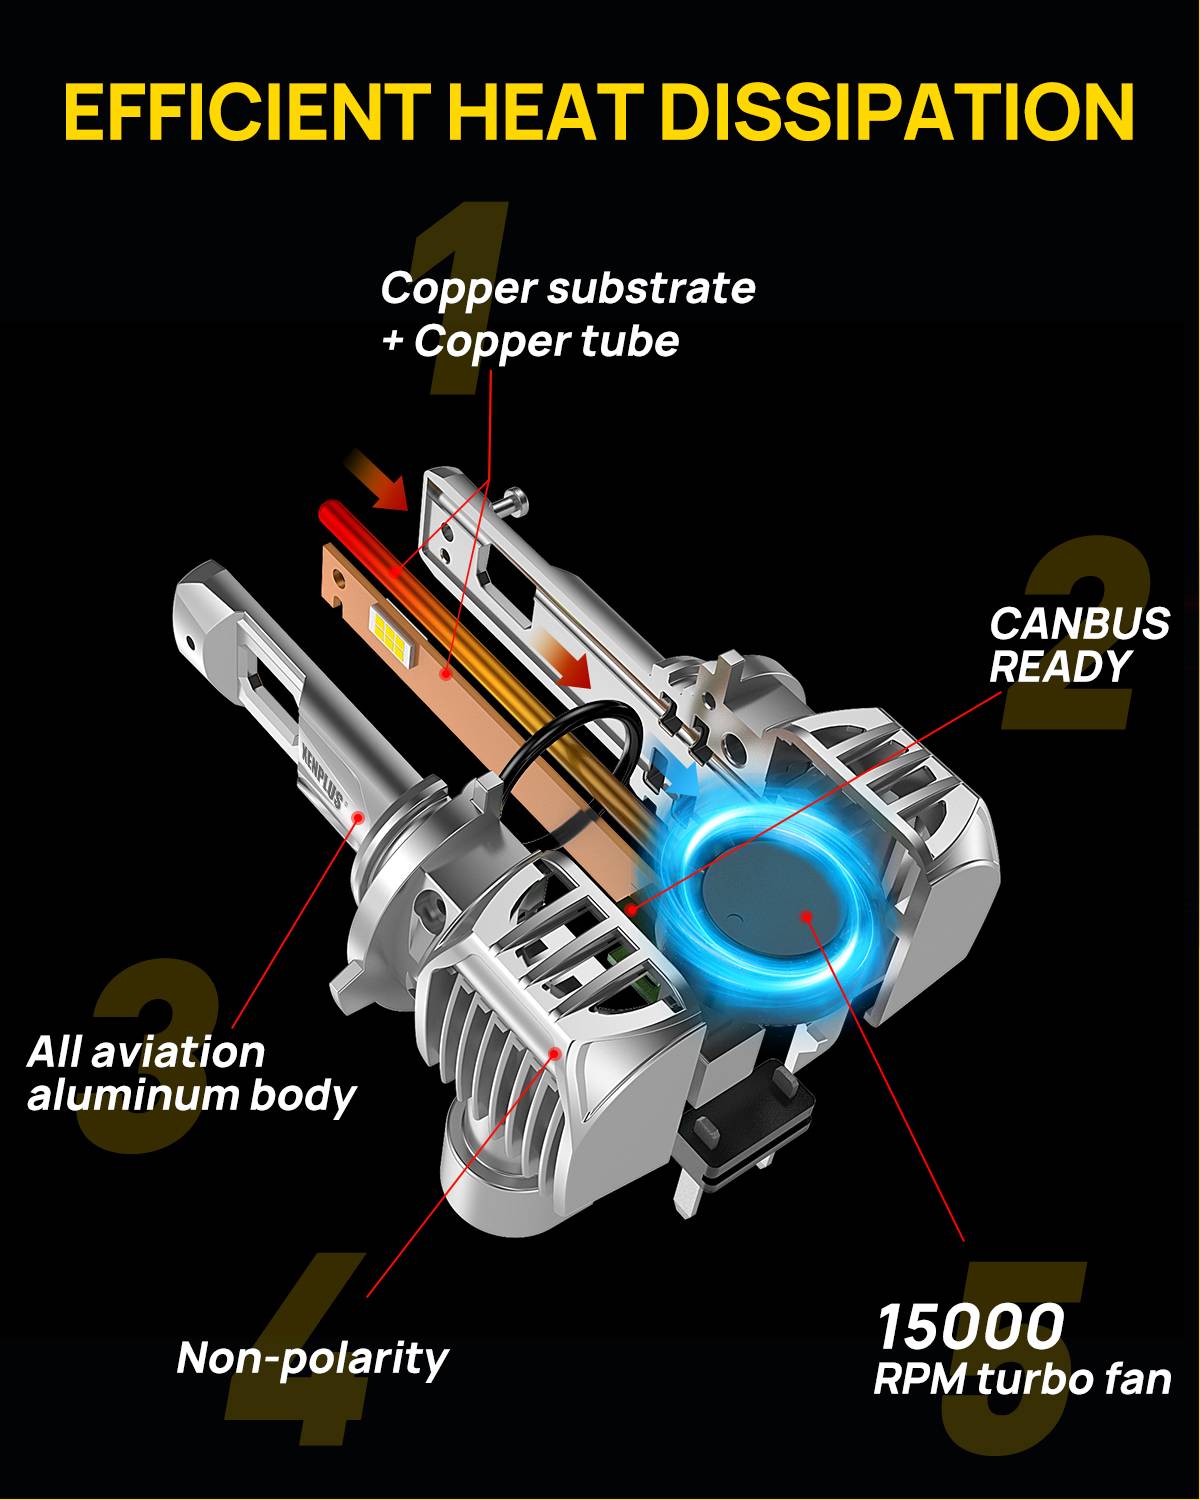 EFFICIENT HEAT DISSIPATION
1
Copper substrate
+ Copper tube
2
CANBUS
READY
XENPLUS
3
All aviation
aluminum body
4
Non-polarity
5
15000
RPM turbo fan